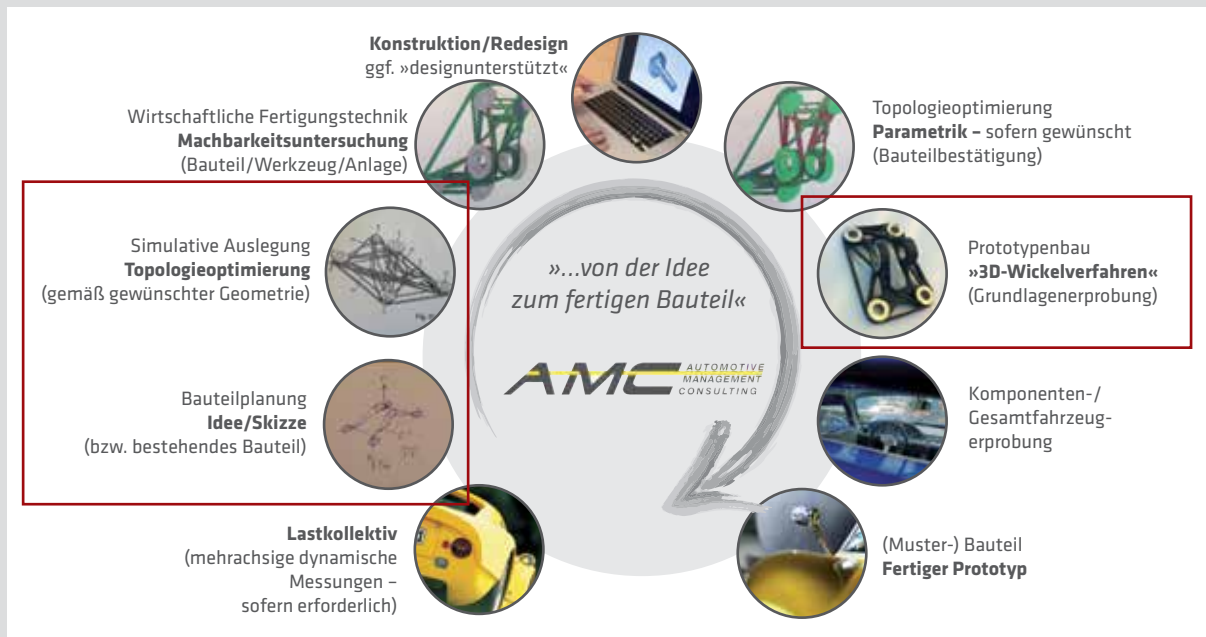 Konstruktion/Redesign
ggf. »designunterstützt«
Wirtschaftliche Fertigungstechnik
Machbarkeitsuntersuchung
(Bauteil/Werkzeug/Anlage)
Topologieoptimierung
Parametrik – sofern gewünscht
(Bauteilbestätigung)
Simulative Auslegung
Topologieoptimierung
(gemäß gewünschter Geometrie)
»...von der Idee
zum fertigen Bauteil«
AMC AUTOMOTIVE
MANAGEMENT
CONSULTING
Prototypenbau
»3D-Wickelverfahren«
(Grundlagenerprobung)
Bauteilplanung
Idee/Skizze
(bzw. bestehendes Bauteil)
Komponenten-/
Gesamtfahrzeug-
erprobung
Lastkollektiv
(mehrachsige dynamische
Messungen –
sofern erforderlich)
(Muster-) Bauteil
Fertiger Prototyp